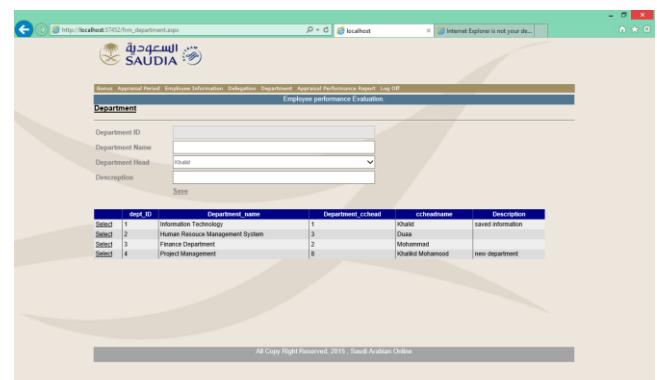 http://localhost:57452/frm_department.aspx
localhost
Internet Explorer is not your de...
السعودية
SAUDIA
Bonus Appraisal Period Employee Information Delegation Department Appraisal Performance Report Log Off
Employee performance Evaluation
Department
Department ID
Department Name
Department Head Khalid
Descreption
Save
dept_ID Department_name Department_cchead ccheadname Description
Select 1 Information Technology 1 Khalid saved information
Select 2 Human Resouce Management System 3 Duaa
Select 3 Finance Department 2 Mohammad
Select 4 Project Management 6 Khalikd Mohamood new department
All Copy Right Reserved, 2015 , Saudi Arabian Online